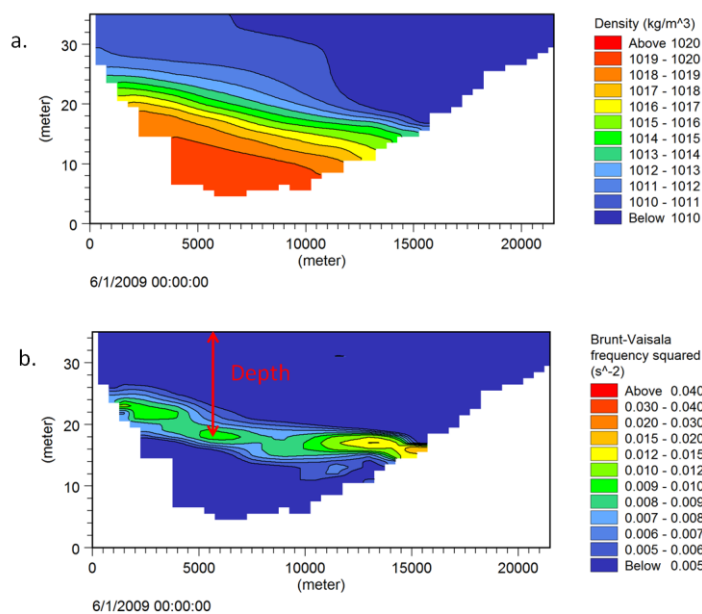 a.
(meter)
30
20
10
0
0 5000 10000 15000 20000
(meter)
6/1/2009 00:00:00
Density (kg/m^3)
Above 1020
1019 - 1020
1018 - 1019
1017 - 1018
1016 - 1017
1015 - 1016
1014 - 1015
1013 - 1014
1012 - 1013
1011 - 1012
1010 - 1011
Below 1010
b.
(meter)
30
20
10
0
Depth
0 5000 10000 15000 20000
(meter)
6/1/2009 00:00:00
Brunt-Vaisala
frequency squared
(s^-2)
Above 0.040
0.030 - 0.040
0.020 - 0.030
0.015 - 0.020
0.012 - 0.015
0.010 - 0.012
0.009 - 0.010
0.008 - 0.009
0.007 - 0.008
0.006 - 0.007
0.005 - 0.006
Below 0.005